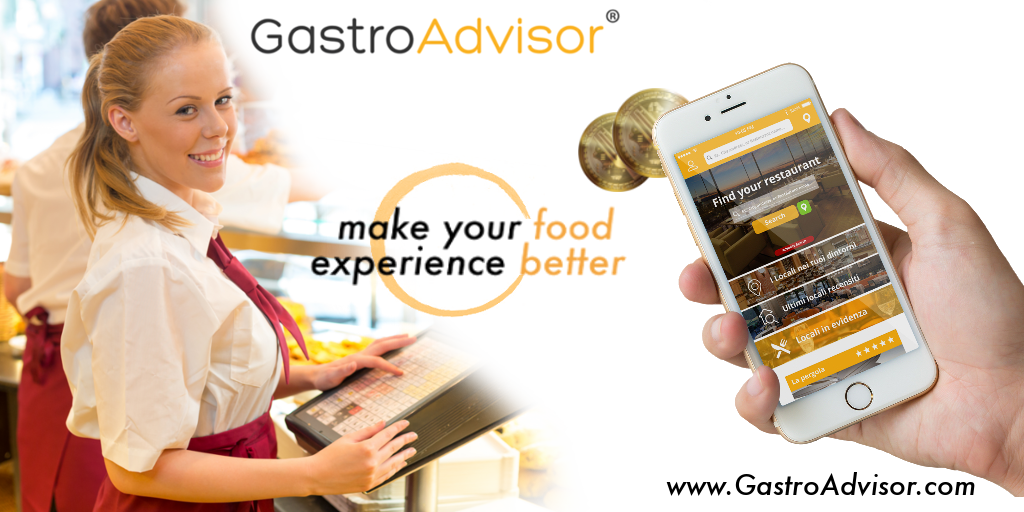 GastroAdvisor®
make your food
experience better
Find your restaurant
Search
I Locali nei tuoi dintorni
Ultimi locali recensiti
Locali in evidenza
La pergola
www.GastroAdvisor.com